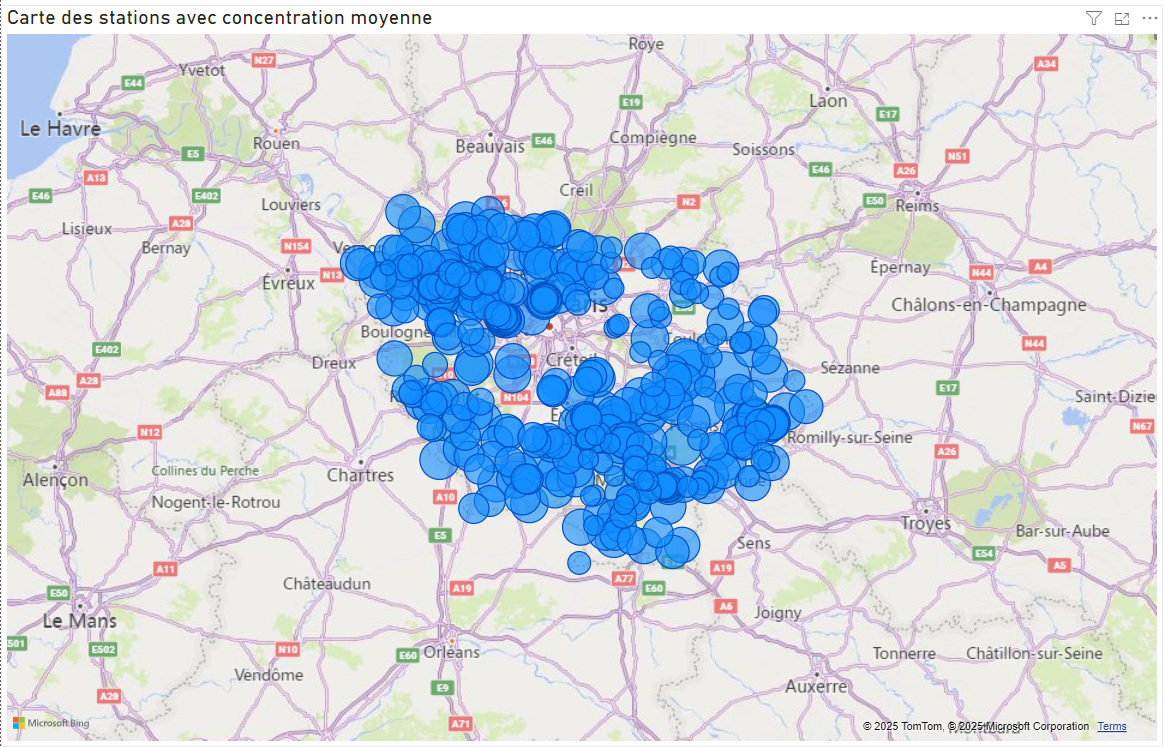 Carte des stations avec concentration moyenne
Roye
A34
N27
Yvetot
E44
Laon
E19
E17
Le Havre
Rouen
Beauvais
E46
Compiègne
Soissons
E5
N51
E46
A26
A13
Creil
E46
E402
E50
Reims
Louviers
N2
Lisieux
A28
Bernay
N154
Épernay
A4
N13
N44
Évreux
Châlons-en-Champagne
Boulogne
N44
E402
Créteil
Dreux
Sézanne
A28
E17
A88
N104
Saint-Dizie
N12
N67
Romilly-sur-Seine
A26
Collines du Perche
Chartres
Alençon
A10
Nogent-le-Rotrou
Troyes
Bar-sur-Aube
E5
Sens
E54
A5
A11
A19
Châteaudun
A77
A19
E60
E50
A6
Joigny
Le Mans
501
E502
N10
E60
Orléans
Tonnerre
Châtillon-sur-Seine
Vendôme
E9
Auxerre
A28
A71
Microsoft Bing
© 2025 TomTom, © 2025 Microsoft Corporation
Terms
Montbard